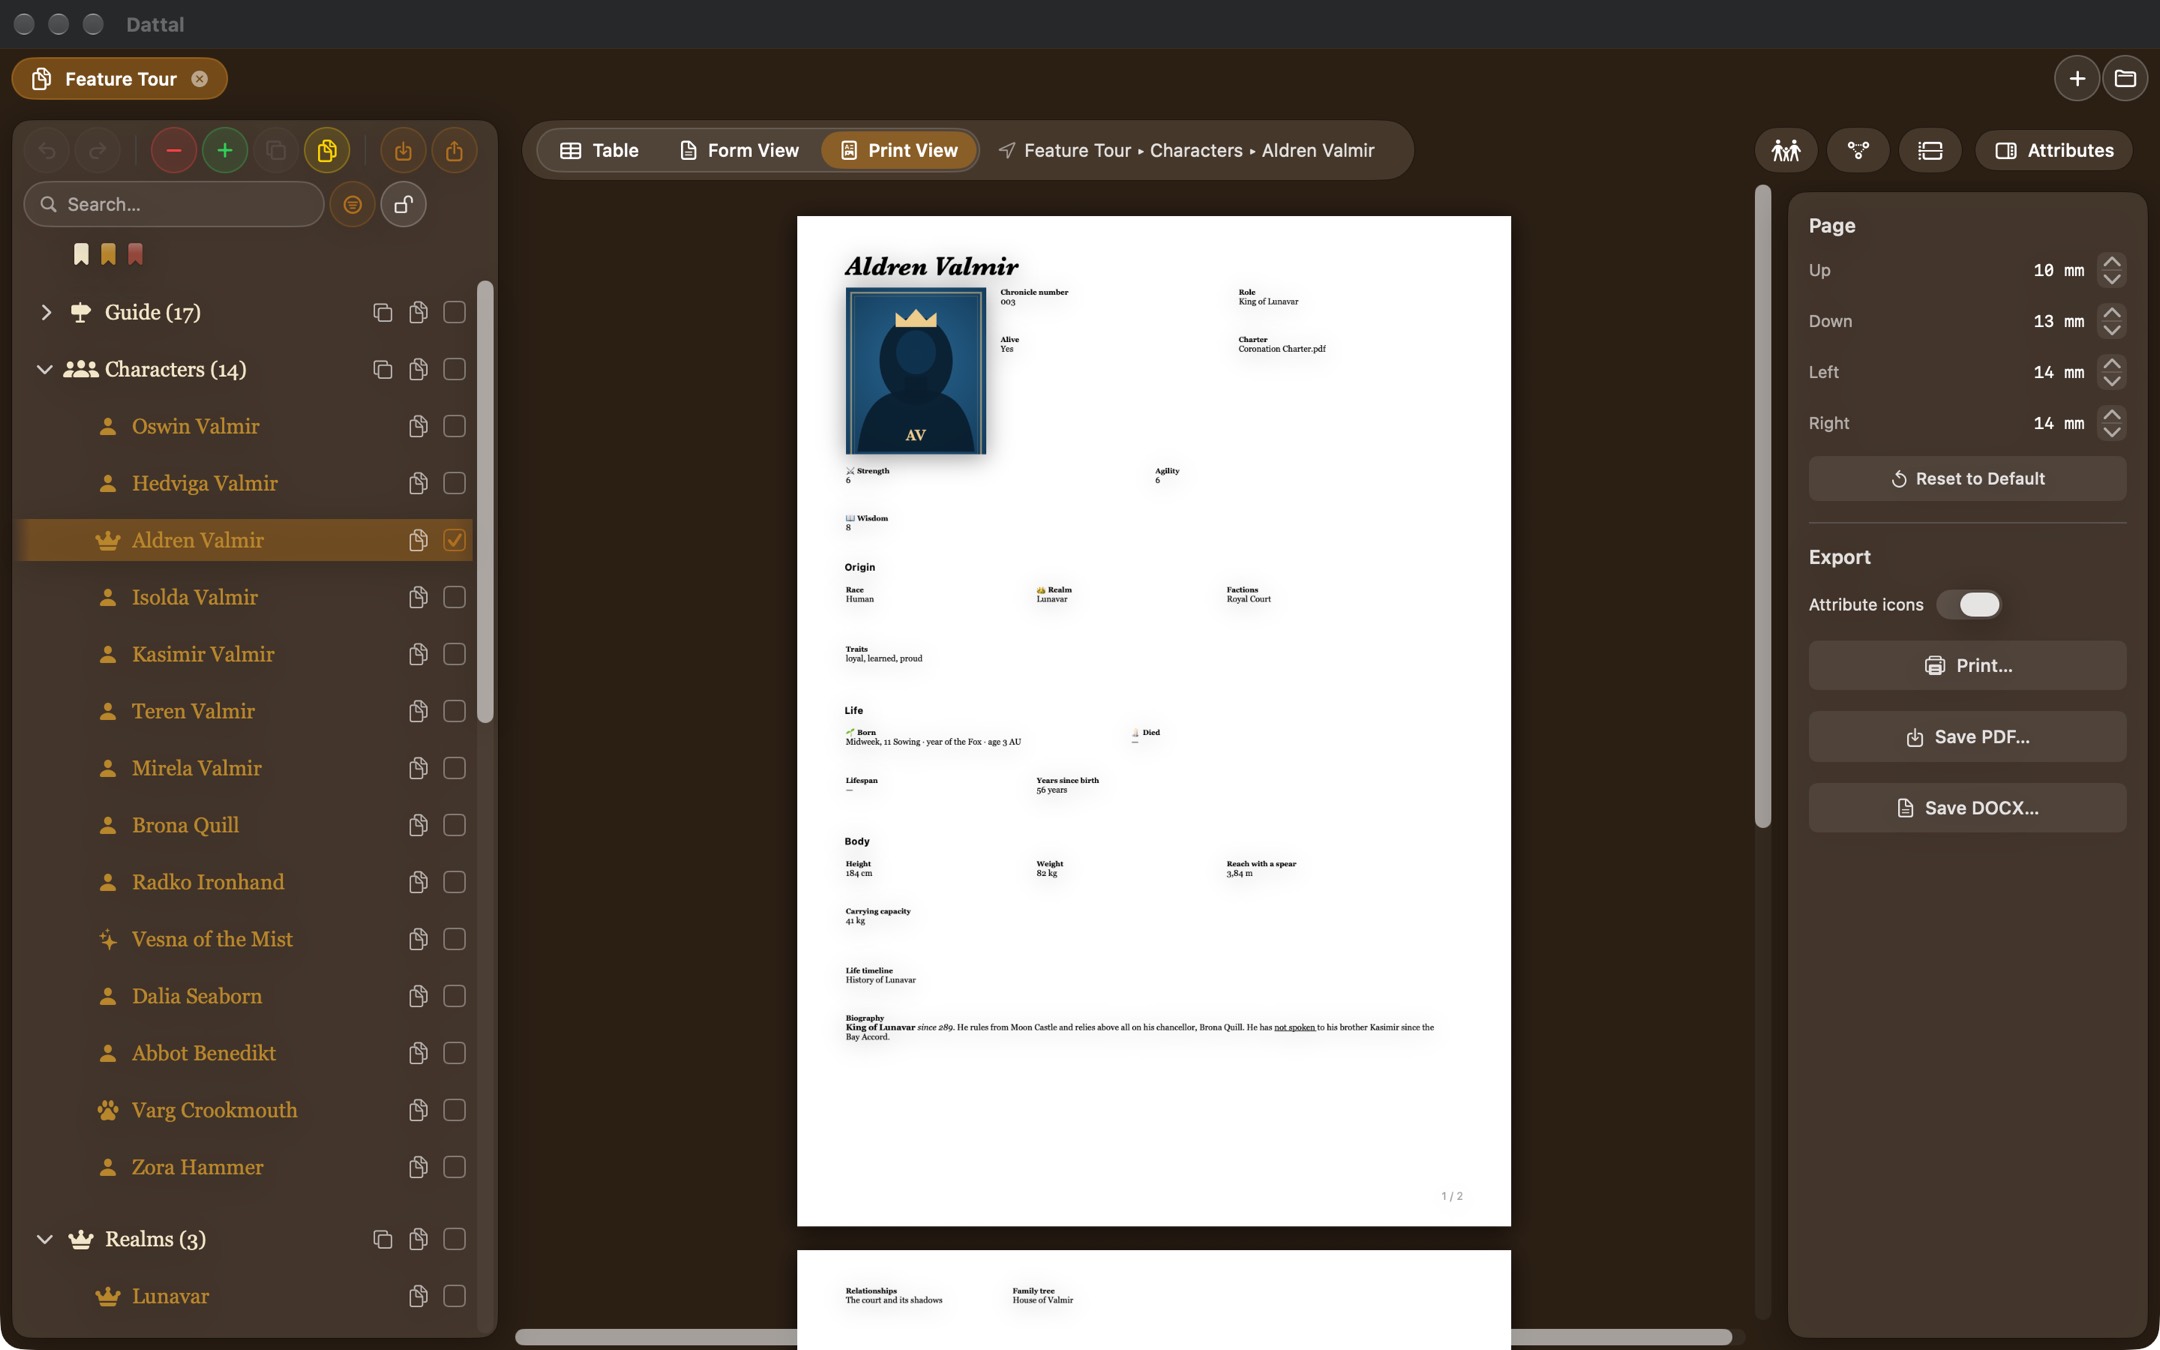 Dattal
Feature Tour
Search...
Guide (17)
Characters (14)
Oswin Valmir
Hedviga Valmir
Aldren Valmir
Isolda Valmir
Kasimir Valmir
Teren Valmir
Mirela Valmir
Brona Quill
Radko Ironhand
Vesna of the Mist
Dalia Seaborn
Abbot Benedikt
Varg Crookmouth
Zora Hammer
Realms (3)
Lunavar
Table
Form View
Print View
Feature Tour ▸ Characters ▸ Aldren Valmir
Attributes
Aldren Valmir
AV
Chronicle number
003
Role
King of Lunavar
Alive
Yes
Charter
Coronation Charter.pdf
Strength
6
Agility
6
Wisdom
8
Origin
Race
Human
Realm
Lunavar
Factions
Royal Court
Traits
loyal, learned, proud
Life
Born
Midweek, 11 Sowing · year of the Fox · age 3 AU
Died
—
Lifespan
—
Years since birth
56 years
Body
Height
184 cm
Weight
82 kg
Reach with a spear
3,84 m
Carrying capacity
41 kg
Life timeline
History of Lunavar
Biography
King of Lunavar since 289. He rules from Moon Castle and relies above all on his chancellor, Brona Quill. He has not spoken to his brother Kasimir since the
Bay Accord.
1 / 2
Relationships
The court and its shadows
Family tree
House of Valmir
Page
Up 10 mm
Down 13 mm
Left 14 mm
Right 14 mm
Reset to Default
Export
Attribute icons
Print...
Save PDF...
Save DOCX...